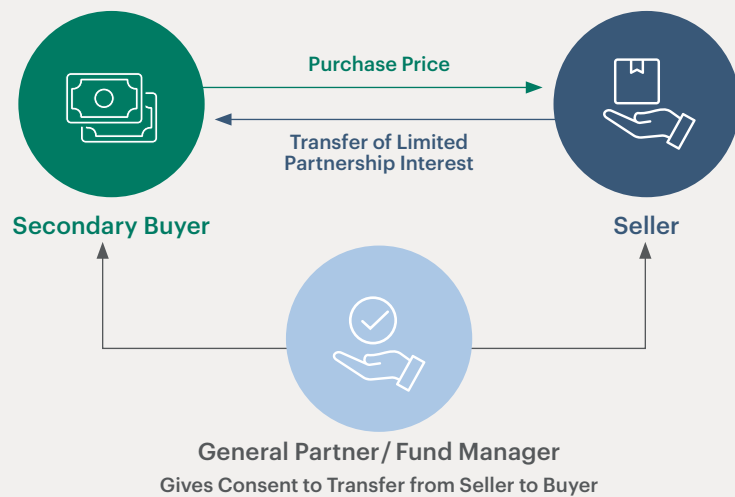 Purchase Price
Transfer of Limited
Partnership Interest
Secondary Buyer
Seller
General Partner/Fund Manager
Gives Consent to Transfer from Seller to Buyer